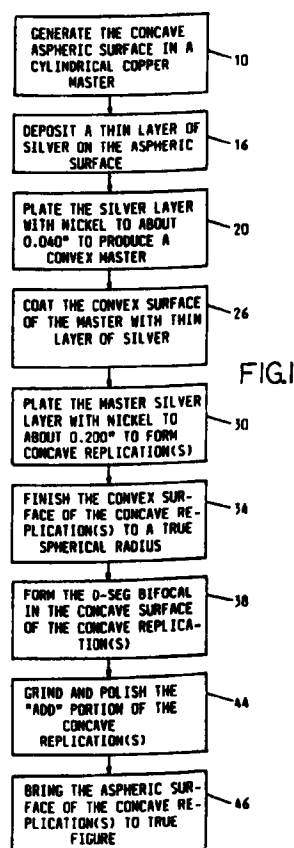 GENERATE THE CONCAVE
ASPHERIC SURFACE IN A
CYLINDRICAL COPPER
MASTER
10
DEPOSIT A THIN LAYER OF
SILVER ON THE ASPHERIC
SURFACE
16
PLATE THE SILVER LAYER
WITH NICKEL TO ABOUT
0.040" TO PRODUCE A
CONVEX MASTER
20
COAT THE CONVEX SURFACE
OF THE MASTER WITH THIN
LAYER OF SILVER
26
FIG.1
PLATE THE MASTER SILVER
LAYER WITH NICKEL TO
ABOUT 0.200" TO FORM
CONCAVE REPLICATION(S)
30
FINISH THE CONVEX SUR-
FACE OF THE CONCAVE RE-
PLICATION(S) TO A TRUE
SPHERICAL RADIUS
34
FORM THE D-SEG BIFOCAL
IN THE CONCAVE SURFACE
OF THE CONCAVE REPLICA-
TION(S)
38
GRIND AND POLISH THE
"ADD" PORTION OF THE
CONCAVE
REPLICATION(S)
44
BRING THE ASPHERIC SUR-
FACE OF THE CONCAVE RE-
PLICATION(S) TO TRUE
FIGURE
46